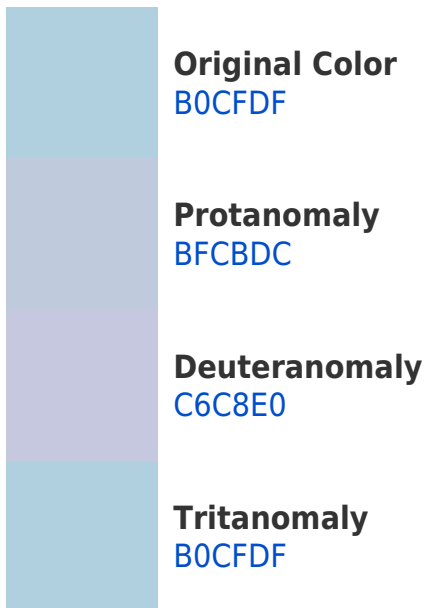 Original Color
B0CFDF
Protanomaly
BFCBDC
Deuteranomaly
C6C8E0
Tritanomaly
B0CFDF